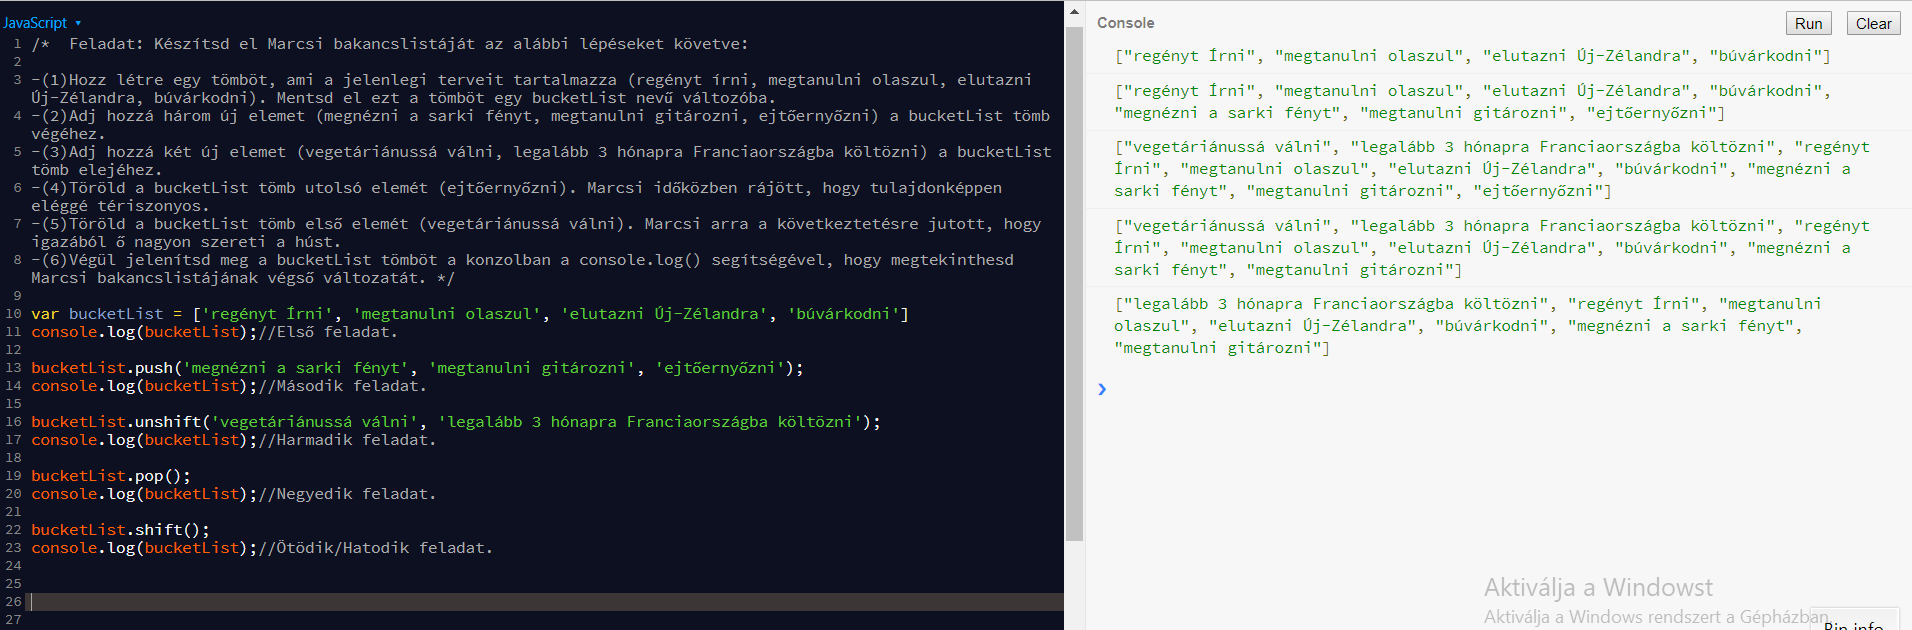 JavaScript ▾
1 /*  Feladat: Készítsd el Marcsi bakancslistáját az alábbi lépéseket követve:
2
3 -(1)Hozz létre egy tömböt, ami a jelenlegi terveit tartalmazza (regényt írni, megtanulni olaszul, elutazni
Új-Zélandra, búvárkodni). Mentsd el ezt a tömböt egy bucketList nevű változóba.
4 -(2)Adj hozzá három új elemet (megnézni a sarki fényt, megtanulni gitározni, ejtőernyőzni) a bucketList tömb
végéhez.
5 -(3)Adj hozzá két új elemet (vegetáriánussá válni, legalább 3 hónapra Franciaországba költözni) a bucketList
tömb elejéhez.
6 -(4)Töröld a bucketList tömb utolsó elemét (ejtőernyőzni). Marcsi időközben rájött, hogy tulajdonképpen
eléggé tériszonyos.
7 -(5)Töröld a bucketList tömb első elemét (vegetáriánussá válni). Marcsi arra a következtetésre jutott, hogy
igazából ő nagyon szereti a húst.
8 -(6)Végül jelenítsd meg a bucketList tömböt a konzolban a console.log() segítségével, hogy megtekinthesd
Marcsi bakancslistájának végső változatát. */
9
10 var bucketList = ['regényt Írni', 'megtanulni olaszul', 'elutazni Új-Zélandra', 'búvárkodni']
11 console.log(bucketList);//Első feladat.
12
13 bucketList.push('megnézni a sarki fényt', 'megtanulni gitározni', 'ejtőernyőzni');
14 console.log(bucketList);//Második feladat.
15
16 bucketList.unshift('vegetáriánussá válni', 'legalább 3 hónapra Franciaországba költözni');
17 console.log(bucketList);//Harmadik feladat.
18
19 bucketList.pop();
20 console.log(bucketList);//Negyedik feladat.
21
22 bucketList.shift();
23 console.log(bucketList);//Ötödik/Hatodik feladat.
24
25
26
27
Console
Run
Clear
["regényt Írni", "megtanulni olaszul", "elutazni Új-Zélandra", "búvárkodni"]
["regényt Írni", "megtanulni olaszul", "elutazni Új-Zélandra", "búvárkodni",
"megnézni a sarki fényt", "megtanulni gitározni", "ejtőernyőzni"]
["vegetáriánussá válni", "legalább 3 hónapra Franciaországba költözni", "regényt
Írni", "megtanulni olaszul", "elutazni Új-Zélandra", "búvárkodni", "megnézni a
sarki fényt", "megtanulni gitározni", "ejtőernyőzni"]
["vegetáriánussá válni", "legalább 3 hónapra Franciaországba költözni", "regényt
Írni", "megtanulni olaszul", "elutazni Új-Zélandra", "búvárkodni", "megnézni a
sarki fényt", "megtanulni gitározni"]
["legalább 3 hónapra Franciaországba költözni", "regényt Írni", "megtanulni
olaszul", "elutazni Új-Zélandra", "búvárkodni", "megnézni a sarki fényt",
"megtanulni gitározni"]
Aktiválja a Windowst
Aktiválja a Windows rendszert a Gépházban.
Bin info